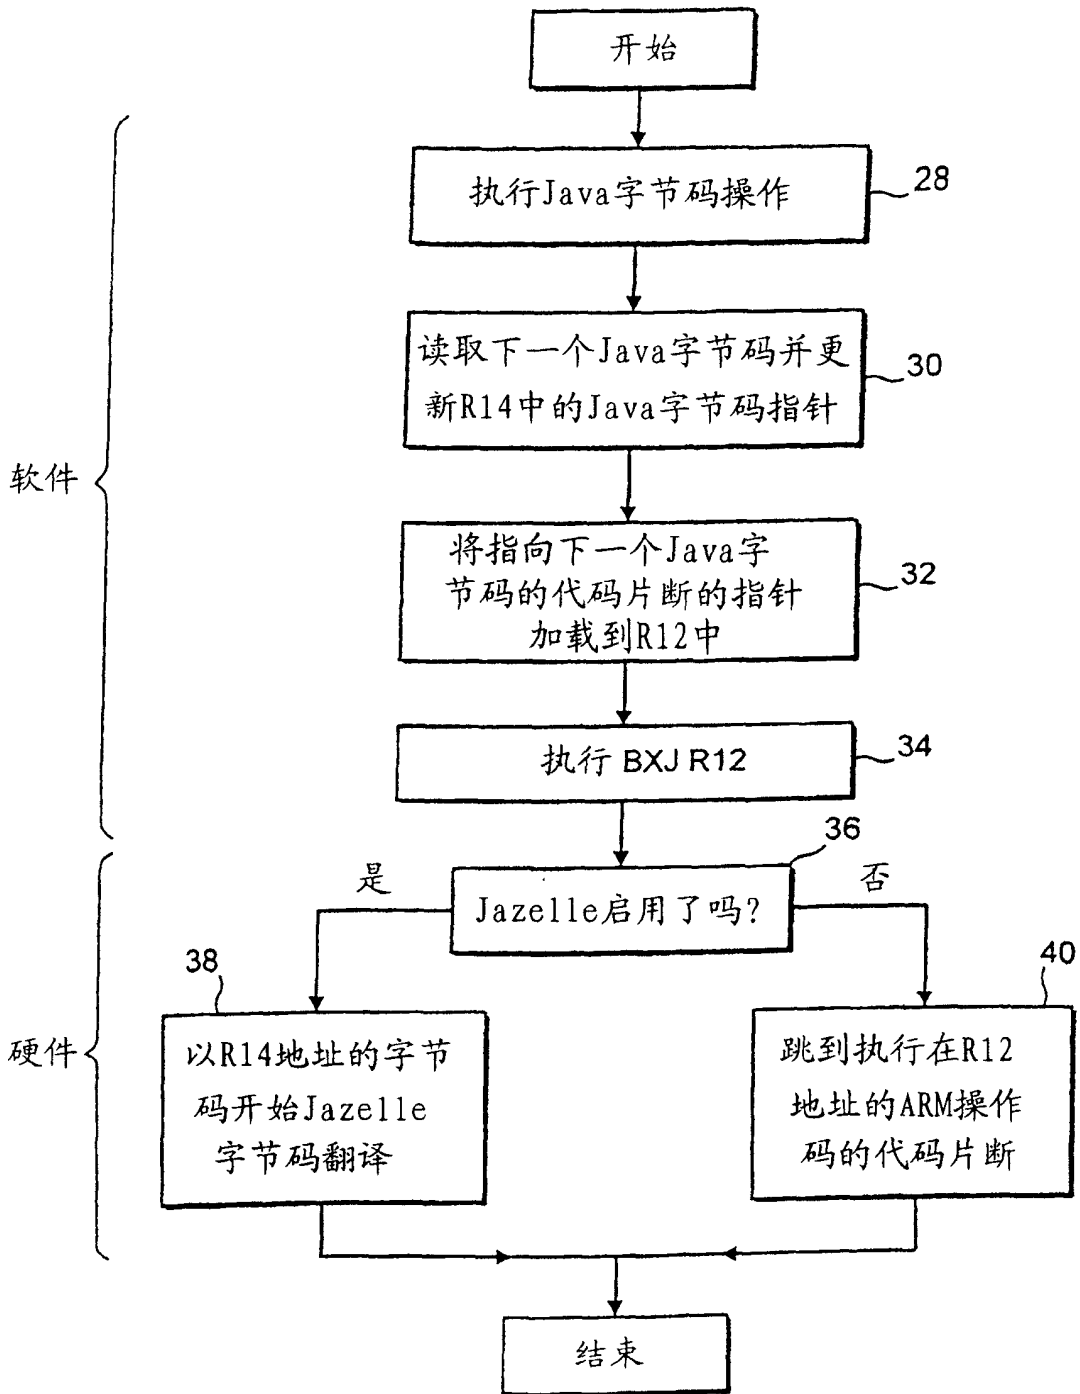 开始
执行Java字节码操作
28
读取下一个Java字节码并更
新R14中的Java字节码指针
30
软件
将指向下一个Java字
节码的代码片断的指针
加载到R12中
32
执行 BXJ R12
34
36
是
Jazelle启用了吗?
否
38
40
硬件
以R14地址的字节
码开始Jazelle
字节码翻译
跳到执行在R12
地址的ARM操作
码的代码片断
结束